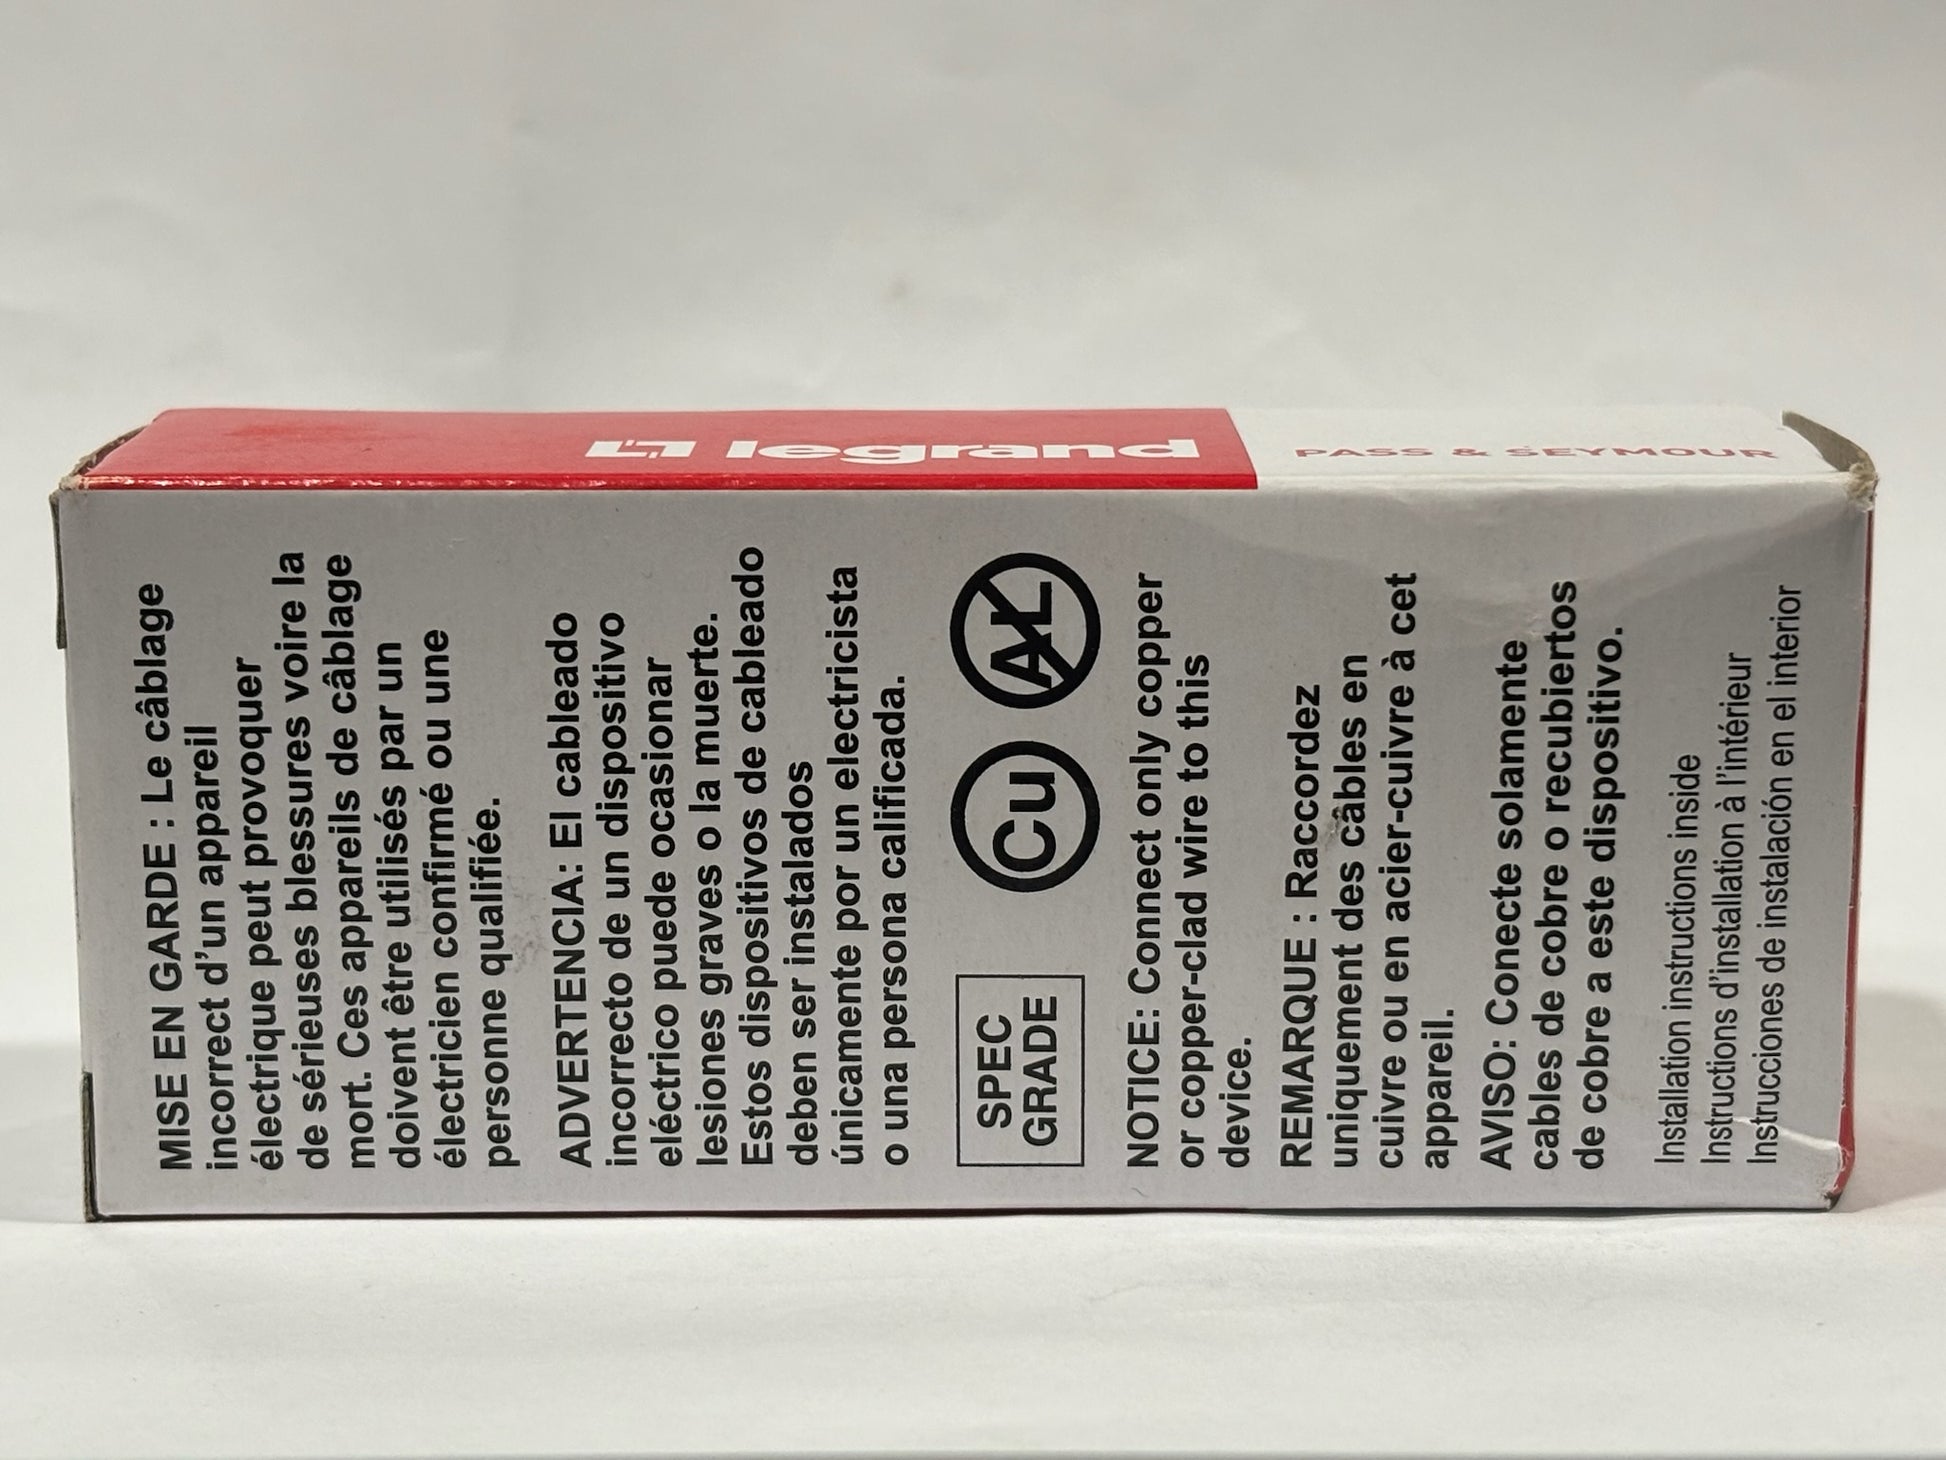 legrand
PASS & SEYMOUR
MISE EN GARDE : Le câblage
incorrect d'un appareil
électrique peut provoquer
de sérieuses blessures voire la
mort. Ces appareils de câblage
doivent être utilisés par un
électricien confirmé ou une
personne qualifiée.
ADVERTENCIA: El cableado
incorrecto de un dispositivo
eléctrico puede ocasionar
lesiones graves o la muerte.
Estos dispositivos de cableado
deben ser instalados
únicamente por un electricista
o una persona calificada.
SPEC
GRADE
Cu
AL
NOTICE: Connect only copper
or copper-clad wire to this
device.
REMARQUE : Raccordez
uniquement des câbles en
cuivre ou en acier-cuivre à cet
appareil.
AVISO: Conecte solamente
cables de cobre o recubiertos
de cobre a este dispositivo.
Installation instructions inside
Instructions d'installation à l'intérieur
Instrucciones de instalación en el interior